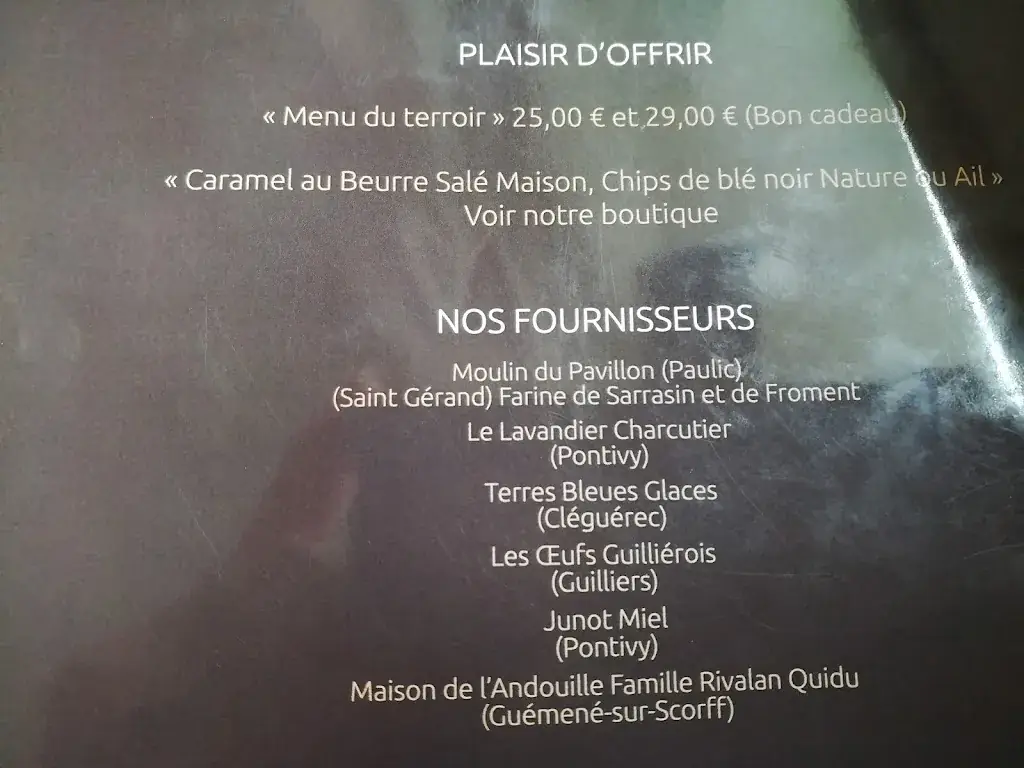 PLAISIR D'OFFRIR
« Menu du terroir » 25,00 € et 29,00 € (Bon cadeau)
« Caramel au Beurre Salé Maison, Chips de blé noir Nature ou Ail »
Voir notre boutique
NOS FOURNISSEURS
Moulin du Pavillon (Paulic)
(Saint Gérand) Farine de Sarrasin et de Froment
Le Lavandier Charcutier
(Pontivy)
Terres Bleues Glaces
(Cléguérec)
Les Œufs Guilliérois
(Guilliers)
Junot Miel
(Pontivy)
Maison de l'Andouille Famille Rivalan Quidu
(Guémené-sur-Scorff)